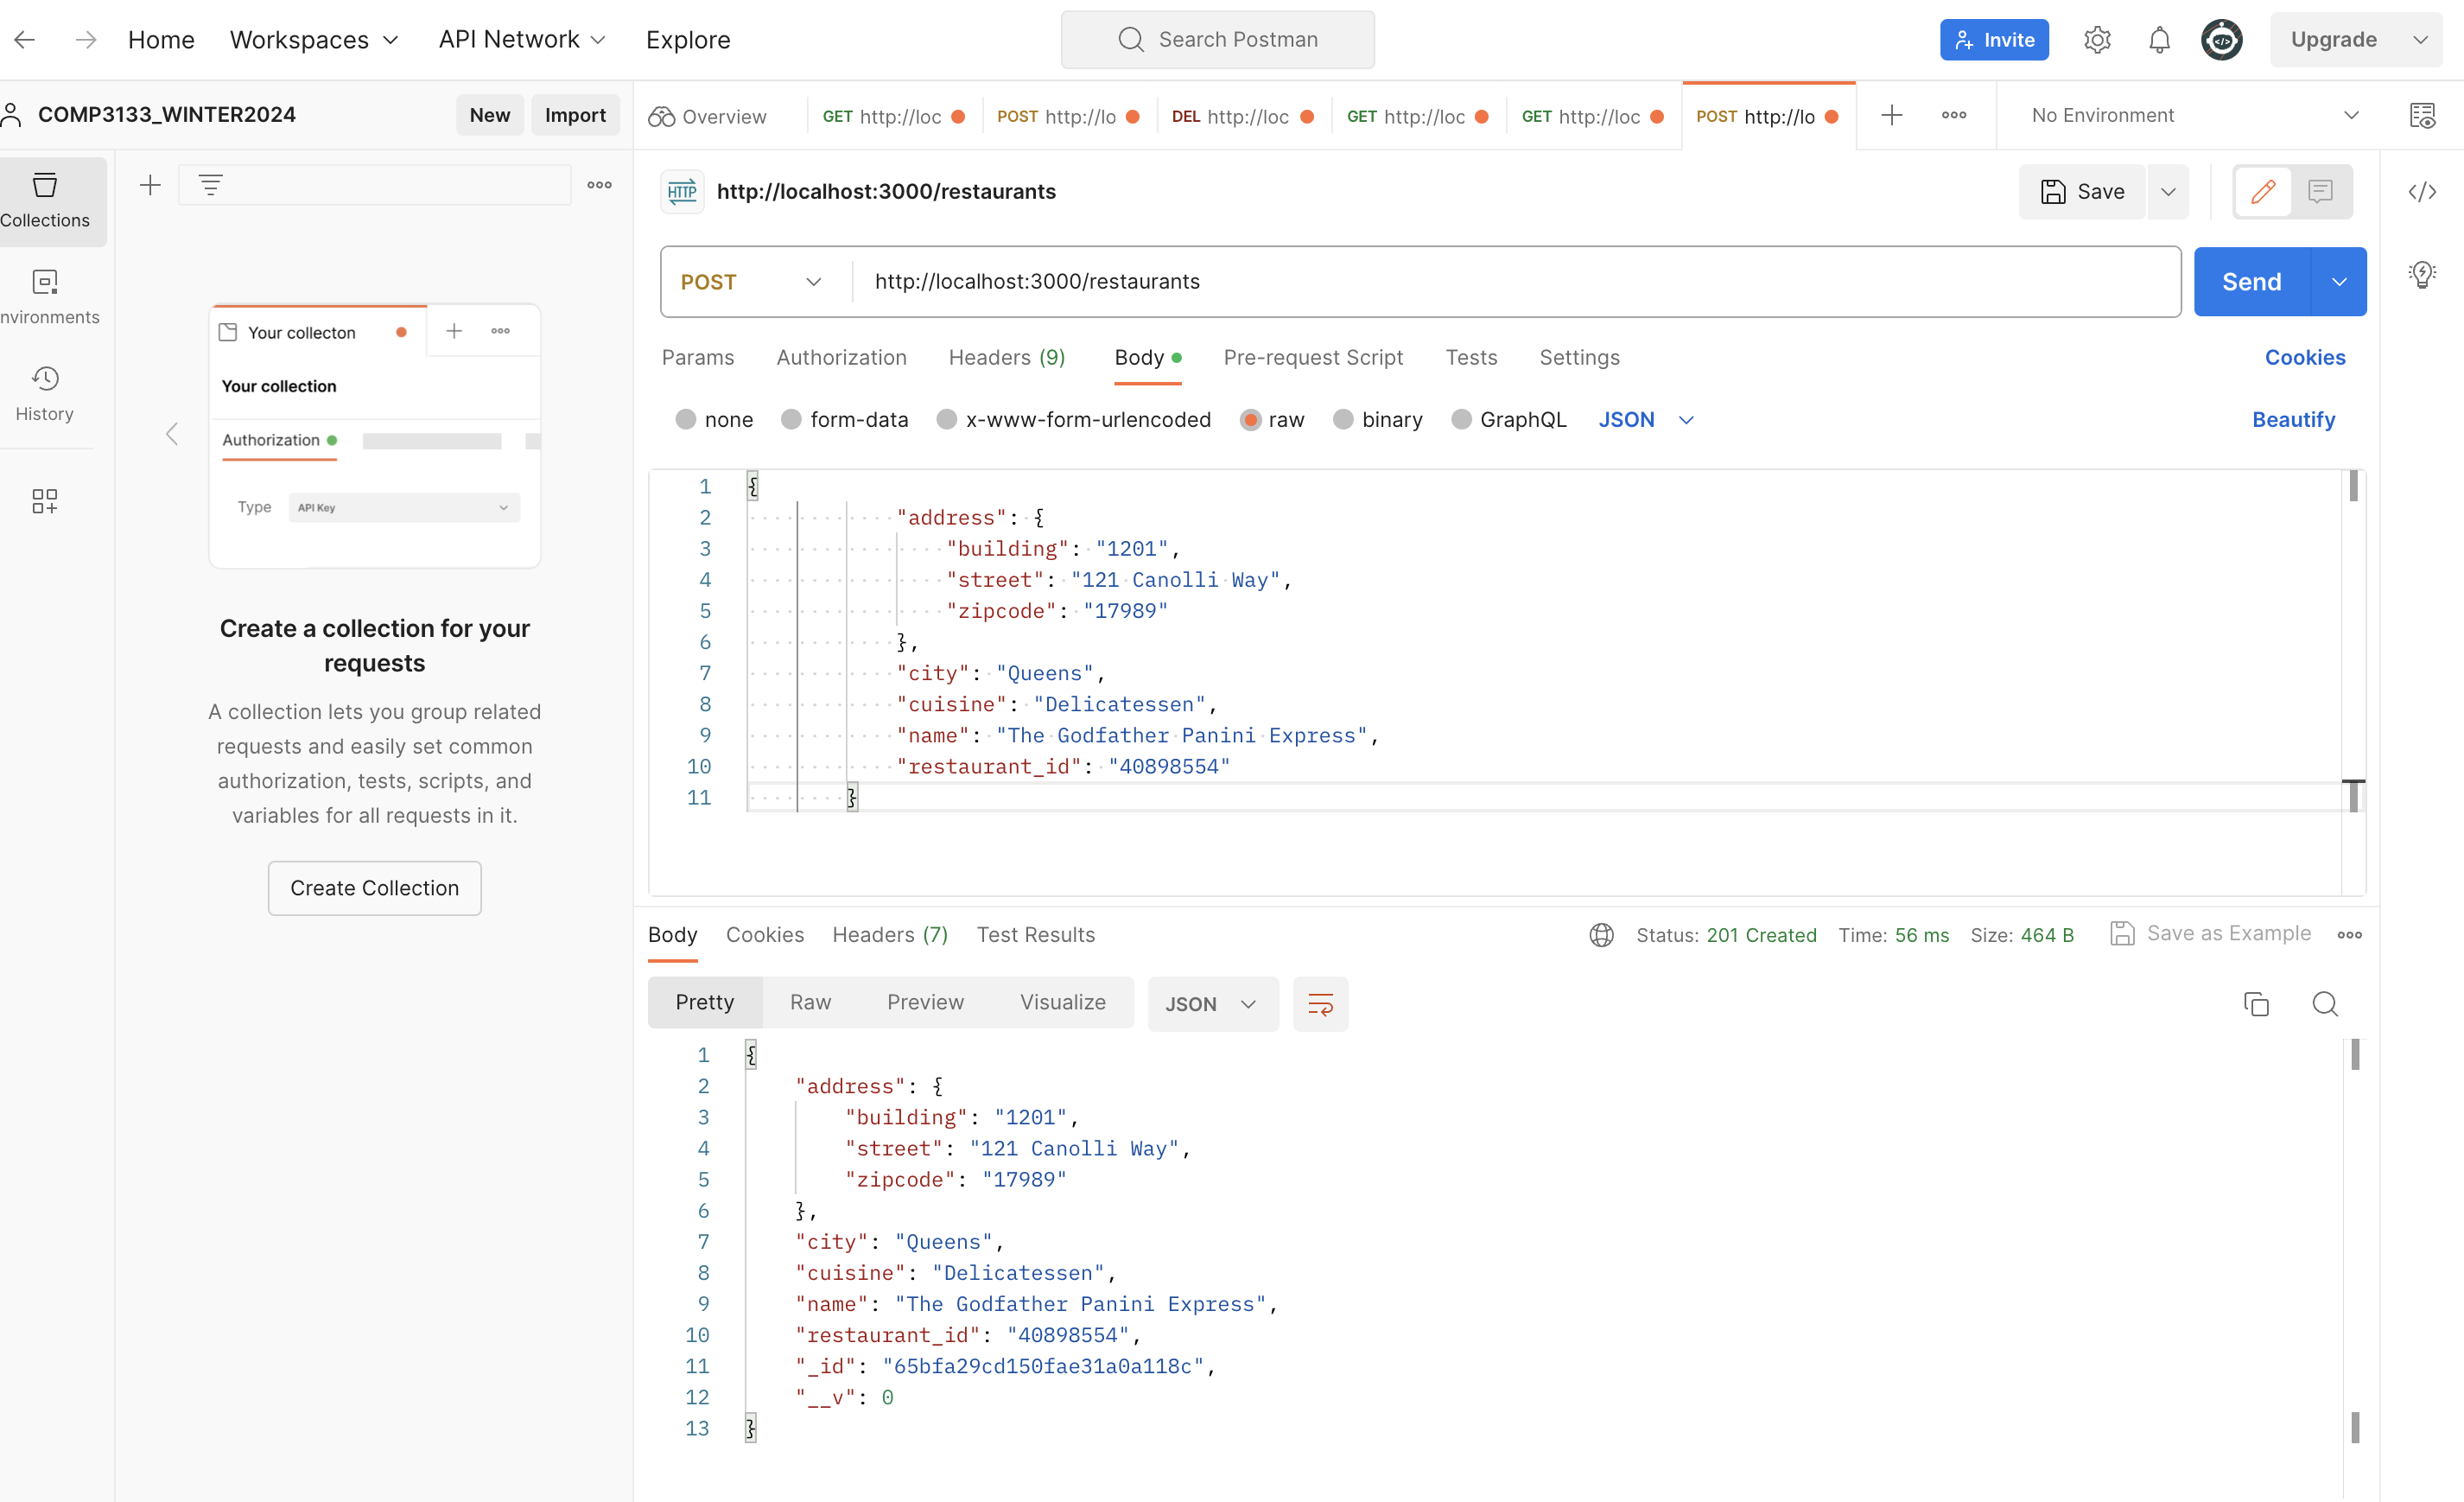 Home Workspaces API Network Explore Search Postman Invite Upgrade
COMP3133_WINTER2024 New Import Overview GET http://loc POST http://lo DEL http://loc GET http://loc GET http://loc POST http://lo No Environment
Collections
nvironments
History
Your collecton
Your collection
Authorization
Type API Key
Create a collection for your
requests
A collection lets you group related
requests and easily set common
authorization, tests, scripts, and
variables for all requests in it.
Create Collection
HTTP http://localhost:3000/restaurants Save
POST http://localhost:3000/restaurants Send
Params Authorization Headers (9) Body Pre-request Script Tests Settings Cookies
none form-data x-www-form-urlencoded raw binary GraphQL JSON Beautify
1 {
2 "address": {
3 "building": "1201",
4 "street": "121 Canolli Way",
5 "zipcode": "17989"
6 },
7 "city": "Queens",
8 "cuisine": "Delicatessen",
9 "name": "The Godfather Panini Express",
10 "restaurant_id": "40898554"
11 }
Body Cookies Headers (7) Test Results Status: 201 Created Time: 56 ms Size: 464 B Save as Example
Pretty Raw Preview Visualize JSON
1 {
2 "address": {
3 "building": "1201",
4 "street": "121 Canolli Way",
5 "zipcode": "17989"
6 },
7 "city": "Queens",
8 "cuisine": "Delicatessen",
9 "name": "The Godfather Panini Express",
10 "restaurant_id": "40898554",
11 "_id": "65bfa29cd150fae31a0a118c",
12 "__v": 0
13 }